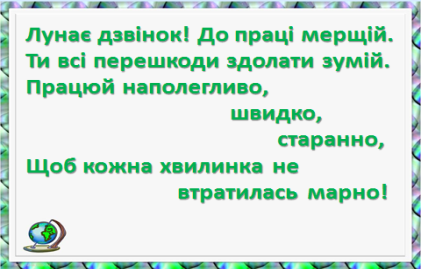 Лунає дзвінок! До праці мерщій.
Ти всі перешкоди здолати зумій.
Працюй наполегливо,
швидко,
старанно,
Щоб кожна хвилинка не
втратилась марно!